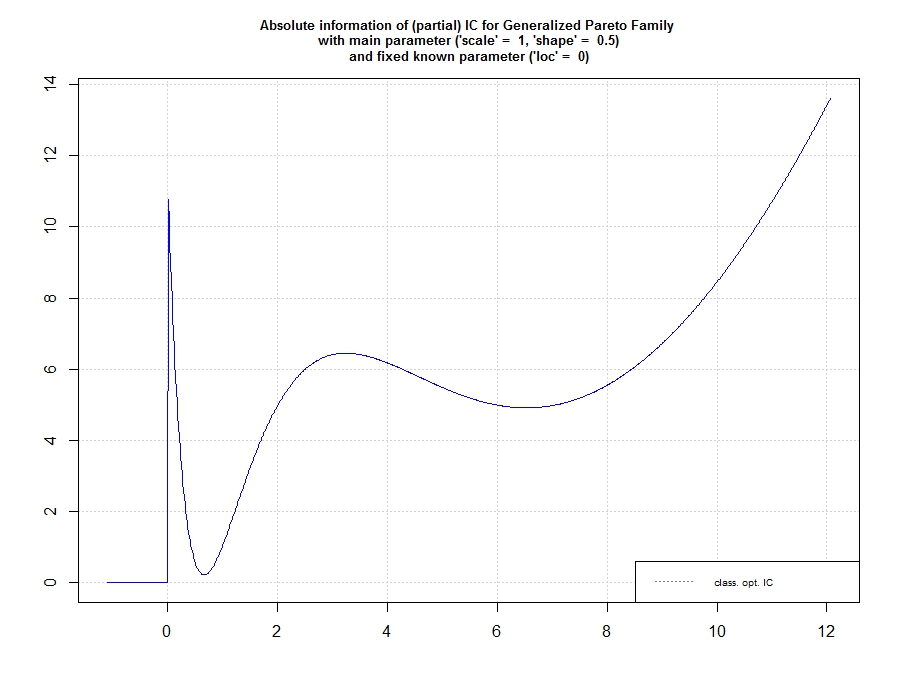 Absolute information of (partial) IC for Generalized Pareto Family
with main parameter ('scale' =  1, 'shape' =  0.5)
and fixed known parameter ('loc' =  0)
14
12
10
8
6
4
2
0
class. opt. IC
0 2 4 6 8 10 12